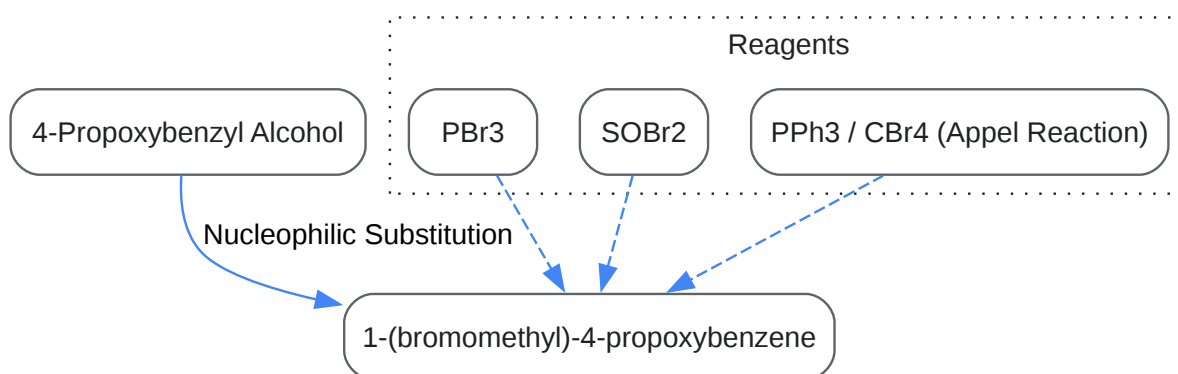 Reagents
4-Propoxybenzyl Alcohol
PBr3
SOBr2
PPh3 / CBr4 (Appel Reaction)
Nucleophilic Substitution
1-(bromomethyl)-4-propoxybenzene